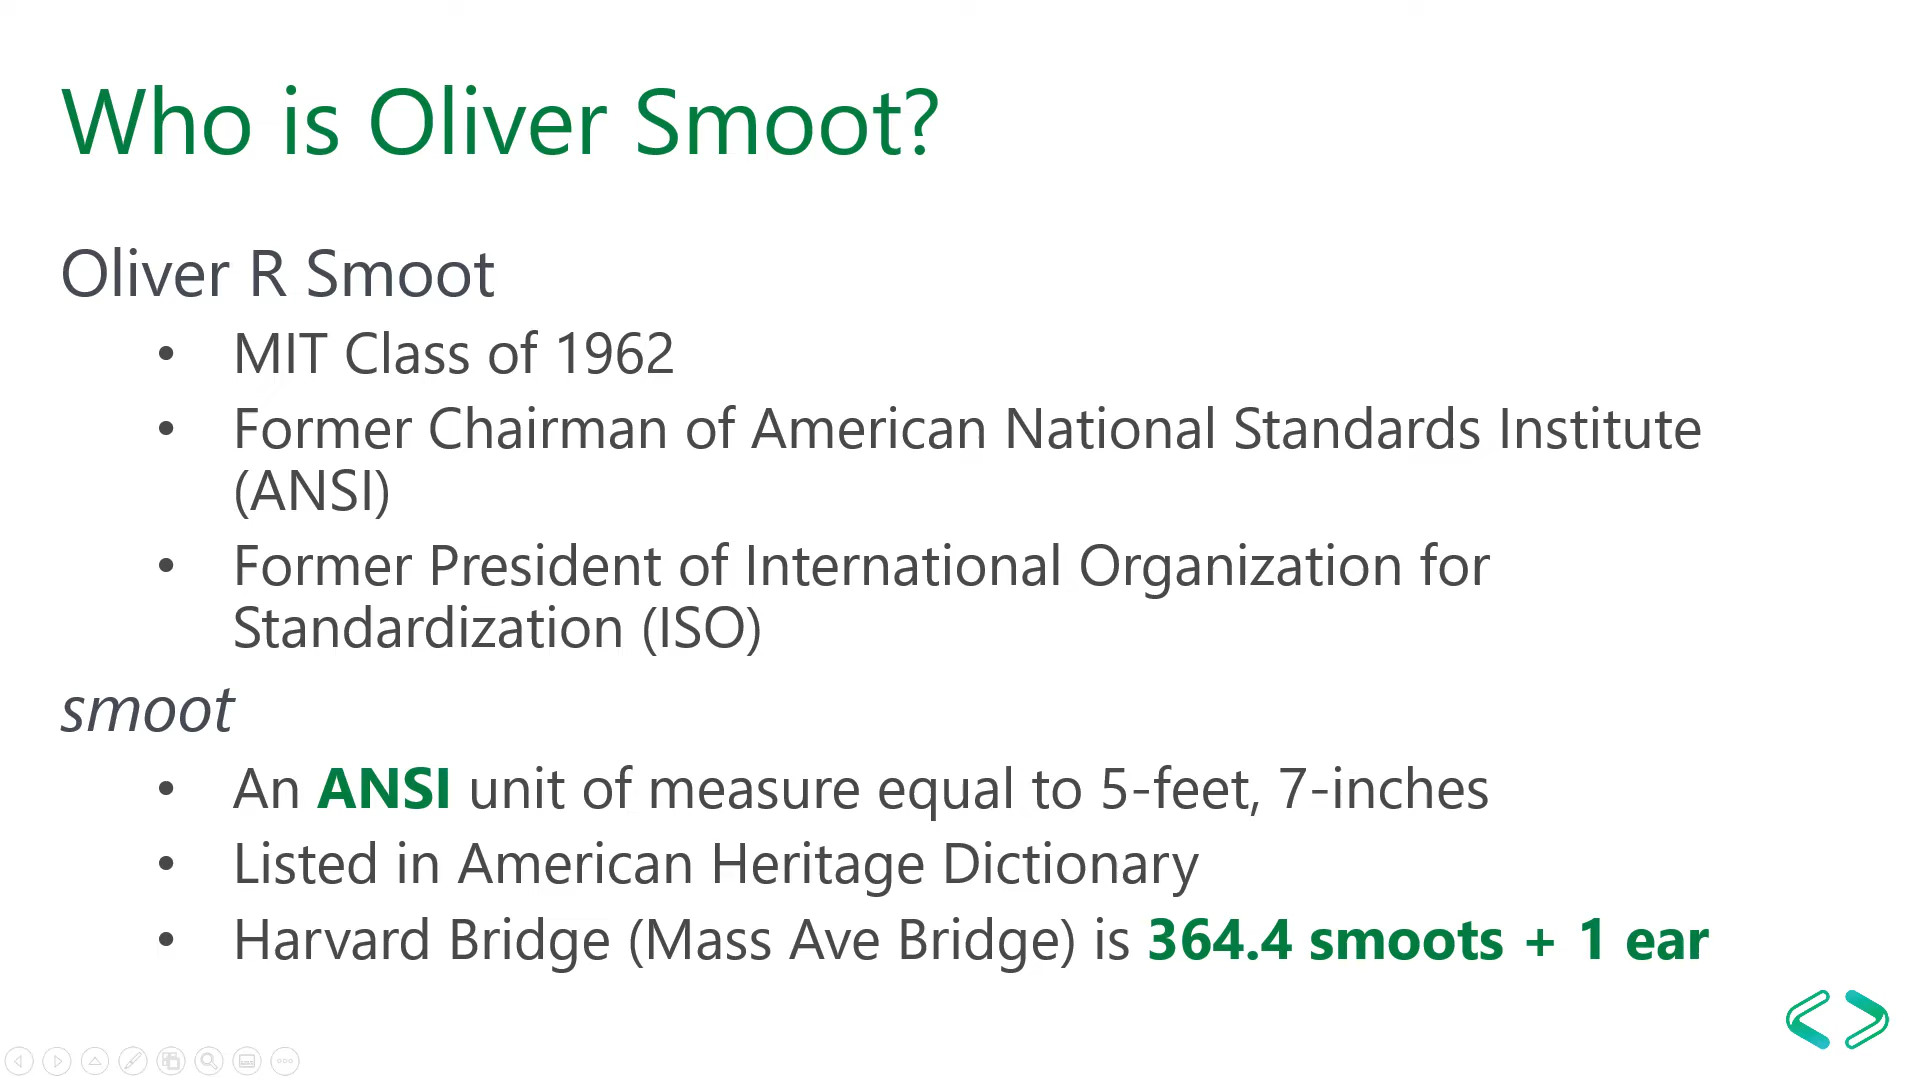 Who is Oliver Smoot?
Oliver R Smoot
• MIT Class of 1962
• Former Chairman of American National Standards Institute
(ANSI)
• Former President of International Organization for
Standardization (ISO)
smoot
• An ANSI unit of measure equal to 5-feet, 7-inches
• Listed in American Heritage Dictionary
• Harvard Bridge (Mass Ave Bridge) is 364.4 smoots + 1 ear